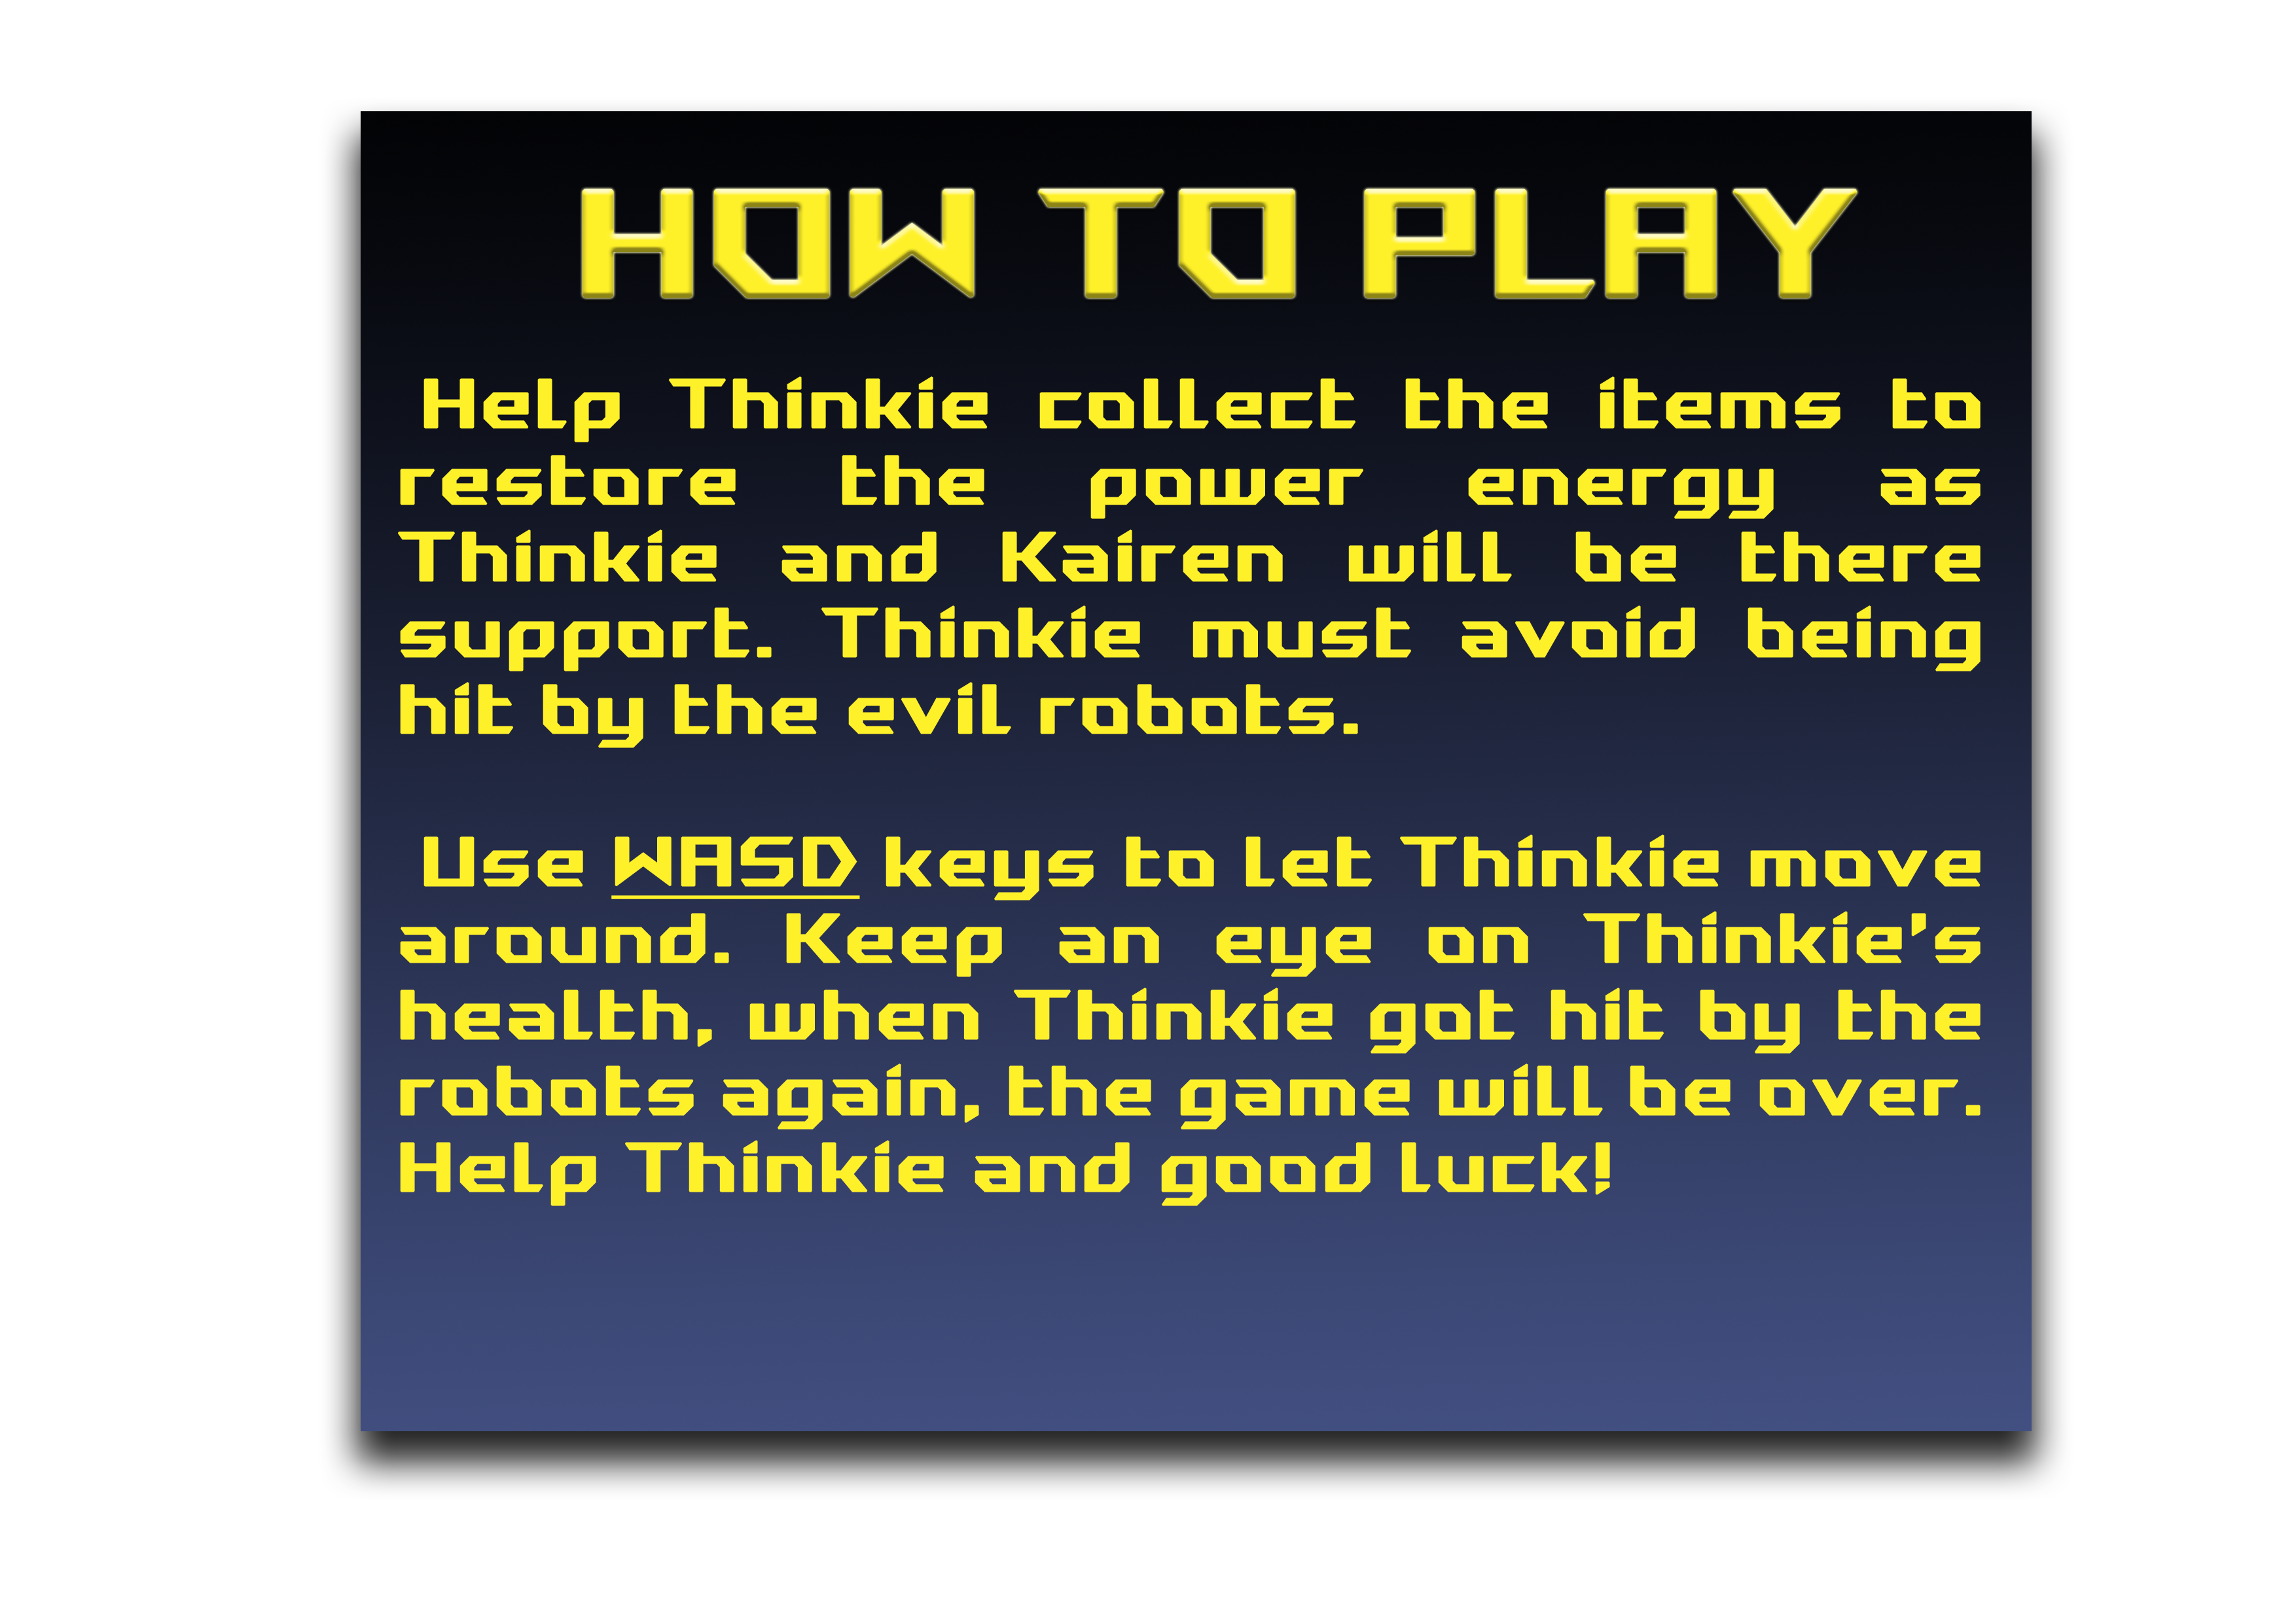 HOW TO PLAY
Help Thinkie collect the items to
restore the power energy as
Thinkie and Kairen will be there
support. Thinkie must avoid being
hit by the evil robots.
Use WASD keys to let Thinkie move
around. Keep an eye on Thinkie's
health, when Thinkie got hit by the
robots again, the game will be over.
Help Thinkie and good luck!